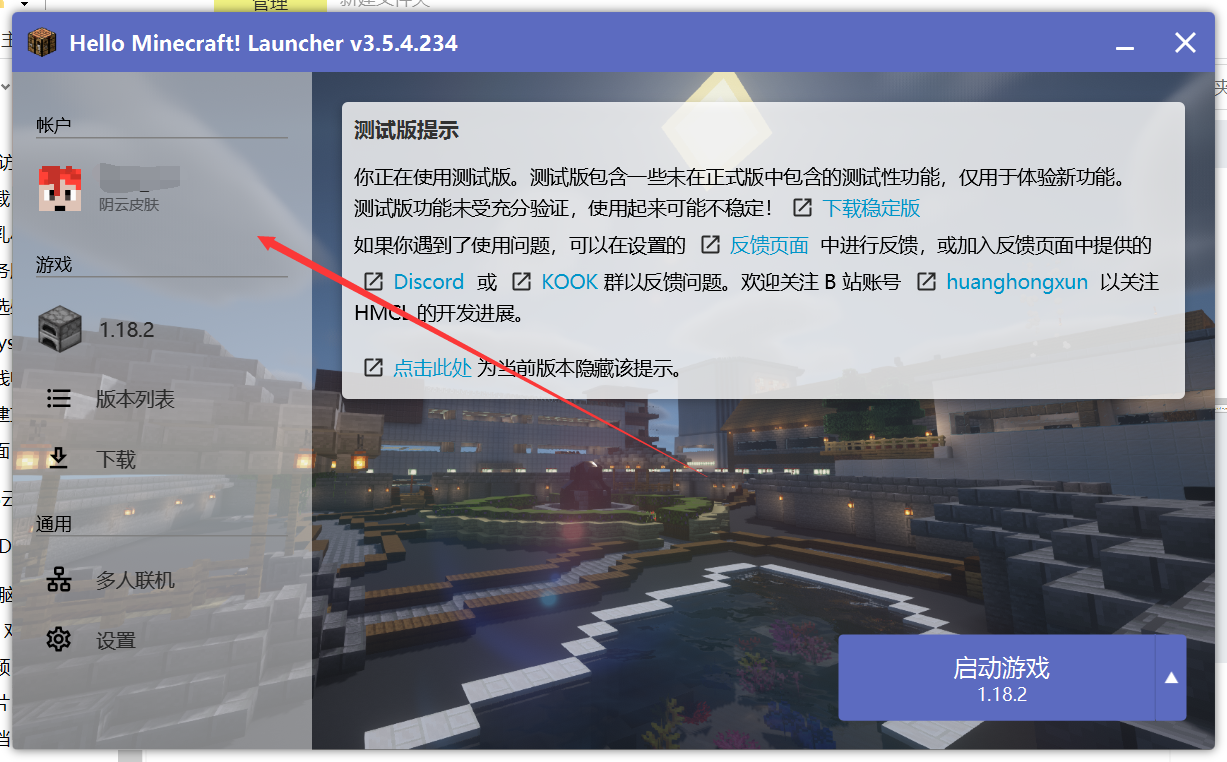 管理
新建文件夹
Hello Minecraft! Launcher v3.5.4.234
帐户
阴云皮肤
游戏
1.18.2
版本列表
下载
通用
多人联机
设置
测试版提示
你正在使用测试版。测试版包含一些未在正式版中包含的测试性功能，仅用于体验新功能。
测试版功能未受充分验证，使用起来可能不稳定！ 下载稳定版
如果你遇到了使用问题，可以在设置的 反馈页面 中进行反馈，或加入反馈页面中提供的
Discord 或 KOOK 群以反馈问题。欢迎关注 B 站账号 huanghongxun 以关注
HMCL 的开发进展。
点击此处 为当前版本隐藏该提示。
启动游戏
1.18.2